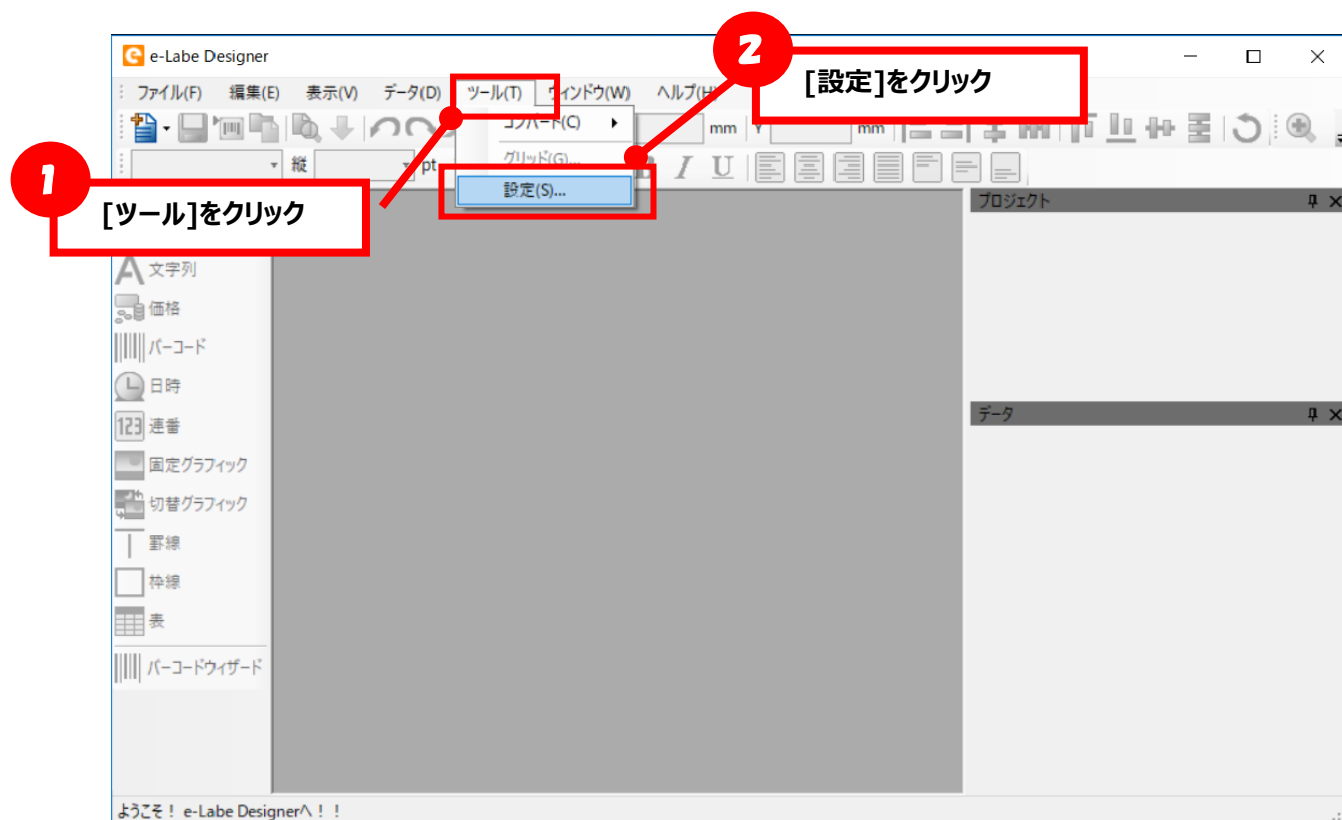 e-Labe Designer
2
[設定]をクリック
ファイル(F) 編集(E) 表示(V) データ(D) ツール(T) ウィンドウ(W) ヘルプ(H)
コンバート(C)
mm Y mm
縦 pt
グリッド(G)...
B I U
設定(S)...
1
[ツール]をクリック
プロジェクト
A 文字列
価格
バーコード
日時
データ
123 連番
固定グラフィック
切替グラフィック
罫線
枠線
表
バーコードウィザード
ようこそ！ e-Labe Designerへ！！